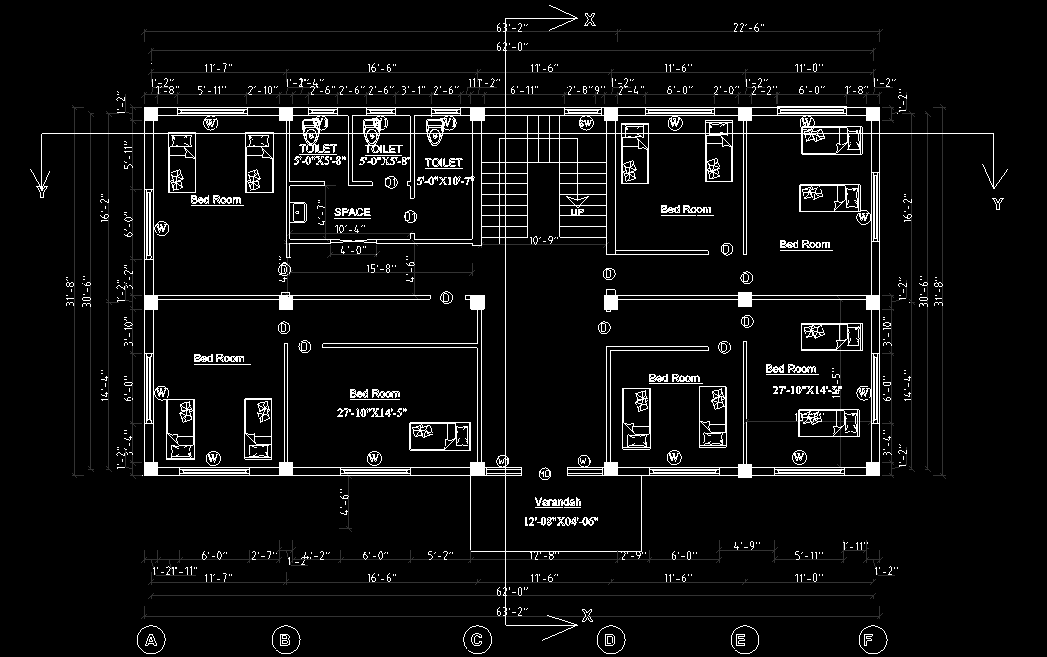 X
63'-2" 22'-6"
62'-0"
11'-7" 16'-6" 11'-6" 11'-6" 11'-0"
1'-2" 1'-2" 1'-2" 1'-2"
1'-8" 5'-11" 2'-10" 2'-6" 2'-6" 2'-6" 3'-1" 2'-6" 6'-11" 2'-8" 6'-0" 2'-0" 2'-2" 6'-0" 1'-8"
1'-2" 1'-2"
W W W W SW W W
TOILET TOILET
5'-0"X5'-8" 5'-0"X5'-8"
TOILET
5'-0"X10'-7"
5'-11"
D
Y Y
Bed Room
16'-2" 6'-0" 4'-7" SPACE D UP Bed Room W 16'-2"
W 10'-4"
10'-9" Bed Room
4'-0" D
15'-8" 4'-6"
D D D
31'-8" 30'-6" 3'-2" 30'-6" 31'-8"
1'-2" D 1'-2"
3'-10" D D D 3'-10"
D D
Bed Room Bed Room
Bed Room
14'-4" 6'-0" W Bed Room 27'-10"X14'-3" W 6'-0" 14'-4"
27'-10"X14'-5"
3'-4" 3'-4"
1'-2" W W W W W W 1'-2"
MD
4'-6" Verandah
12'-08"X04'-06"
4'-9" 1'-11"
6'-0" 2'-7" 4'-2" 6'-0" 5'-2" 12'-8" 2'-9" 6'-0" 5'-11"
1'-2" 1'-11" 1'-2" 1'-2"
11'-7" 16'-6" 11'-6" 11'-6" 11'-0"
62'-0"
63'-2" X
A B C D E F